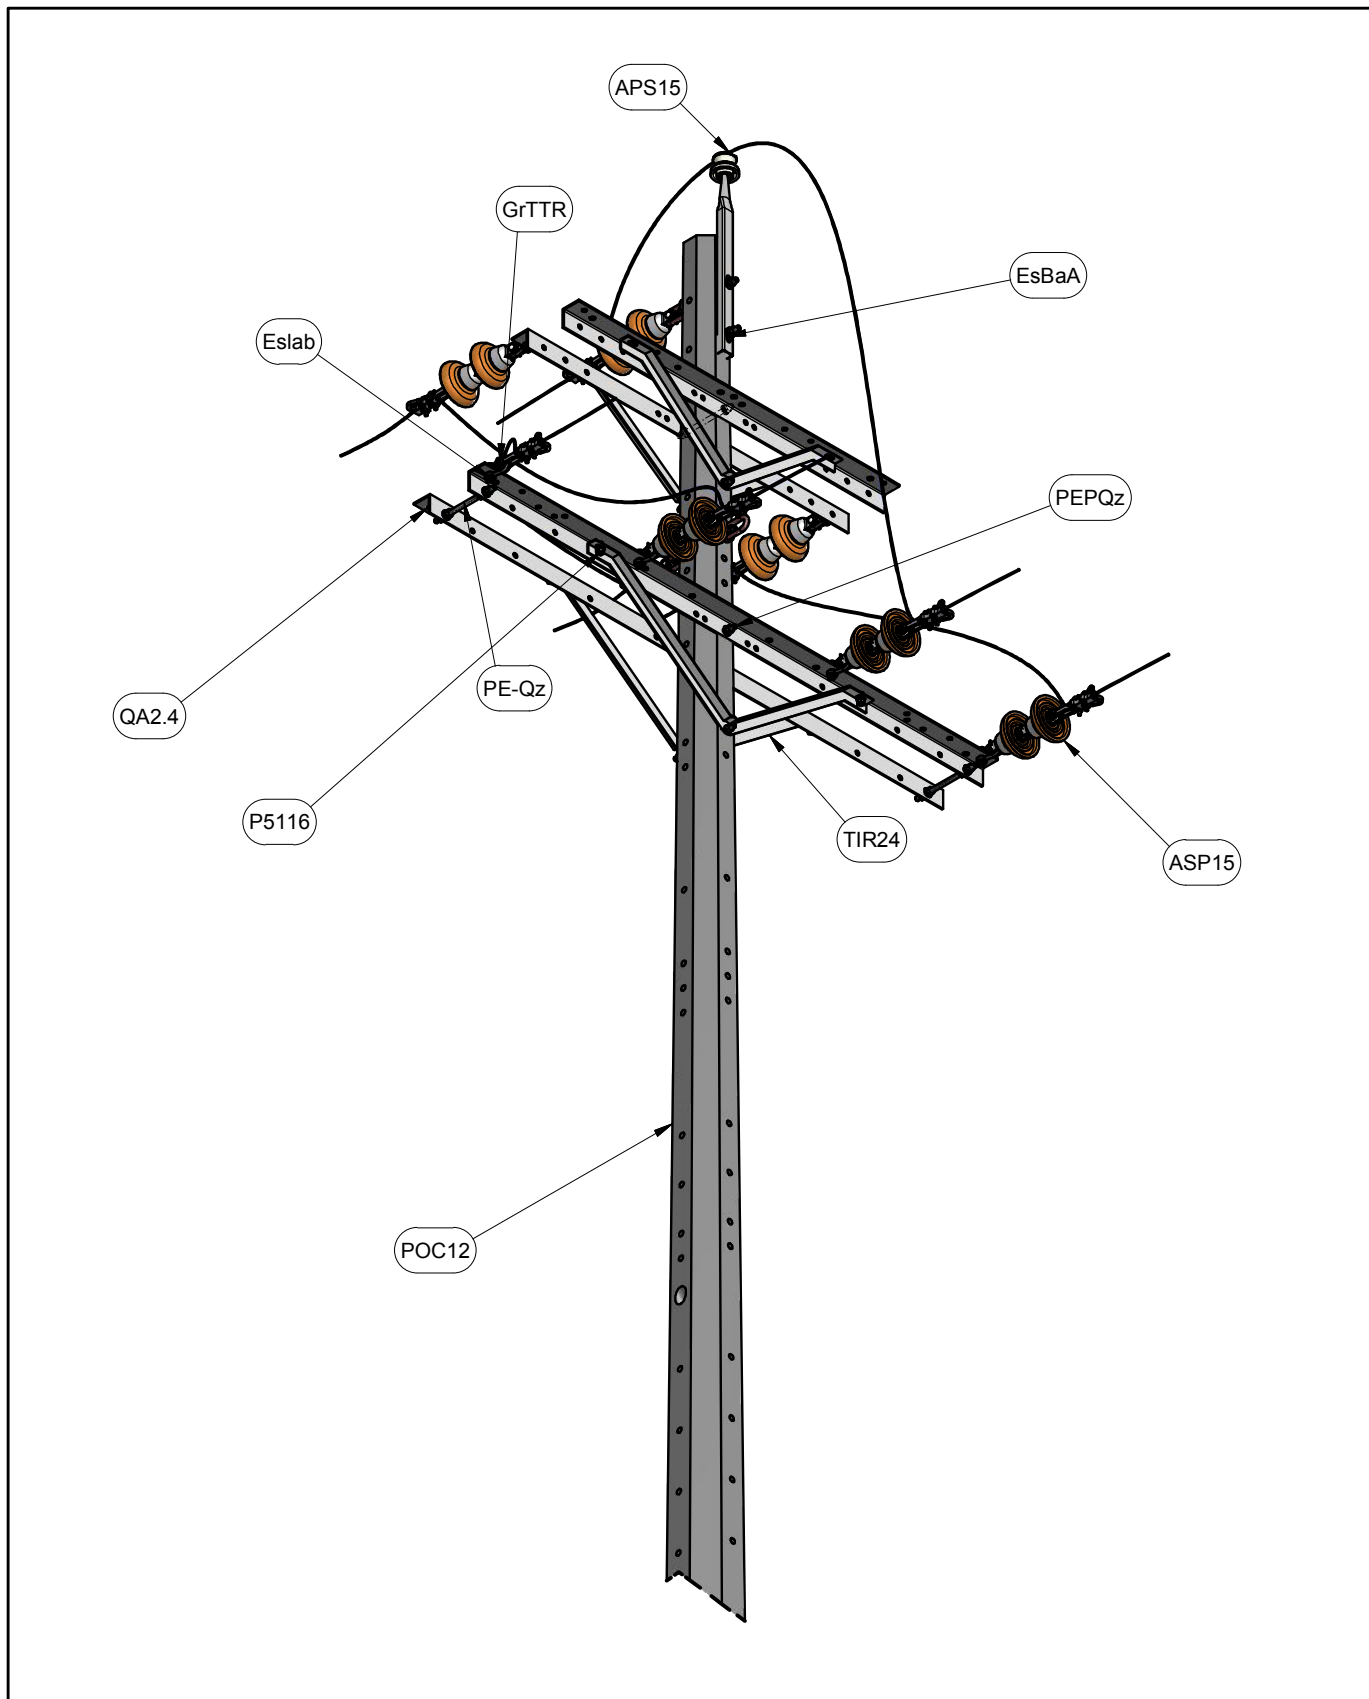 APS15
GrTTR
EsBaA
Eslab
PEPQz
PE-Qz
QA2.4
P5116
TIR24
ASP15
POC12